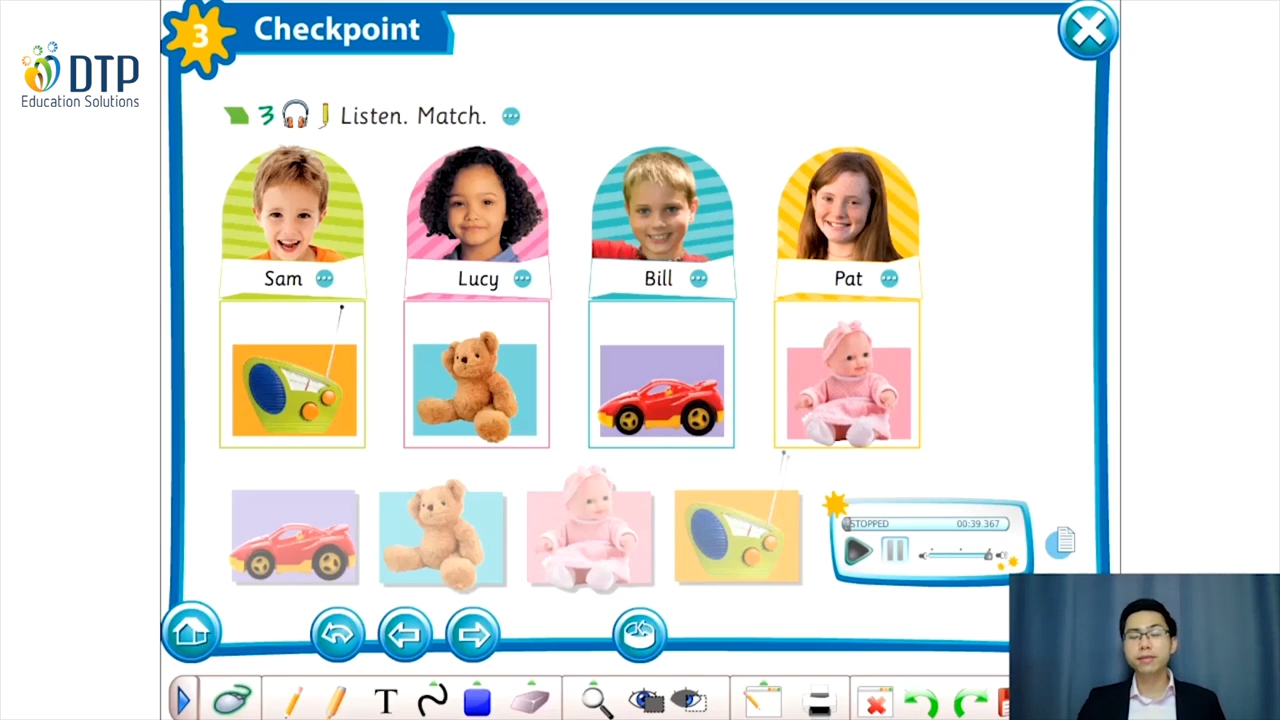 DTP
Education Solutions
3 Checkpoint
3 Listen. Match.
Sam
Lucy
Bill
Pat
STOPPED 00:39.367
T